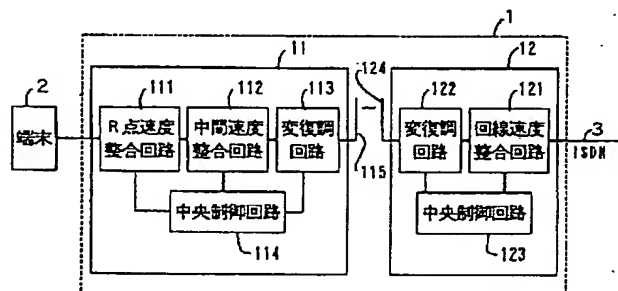 1
11
12
2
111
112
113
124
122
121
端末
R点速度
整合回路
中間速度
整合回路
変復調
回路
変復調
回路
回線速度
整合回路
3
ISDN
115
中央制御回路
中央制御回路
114
123